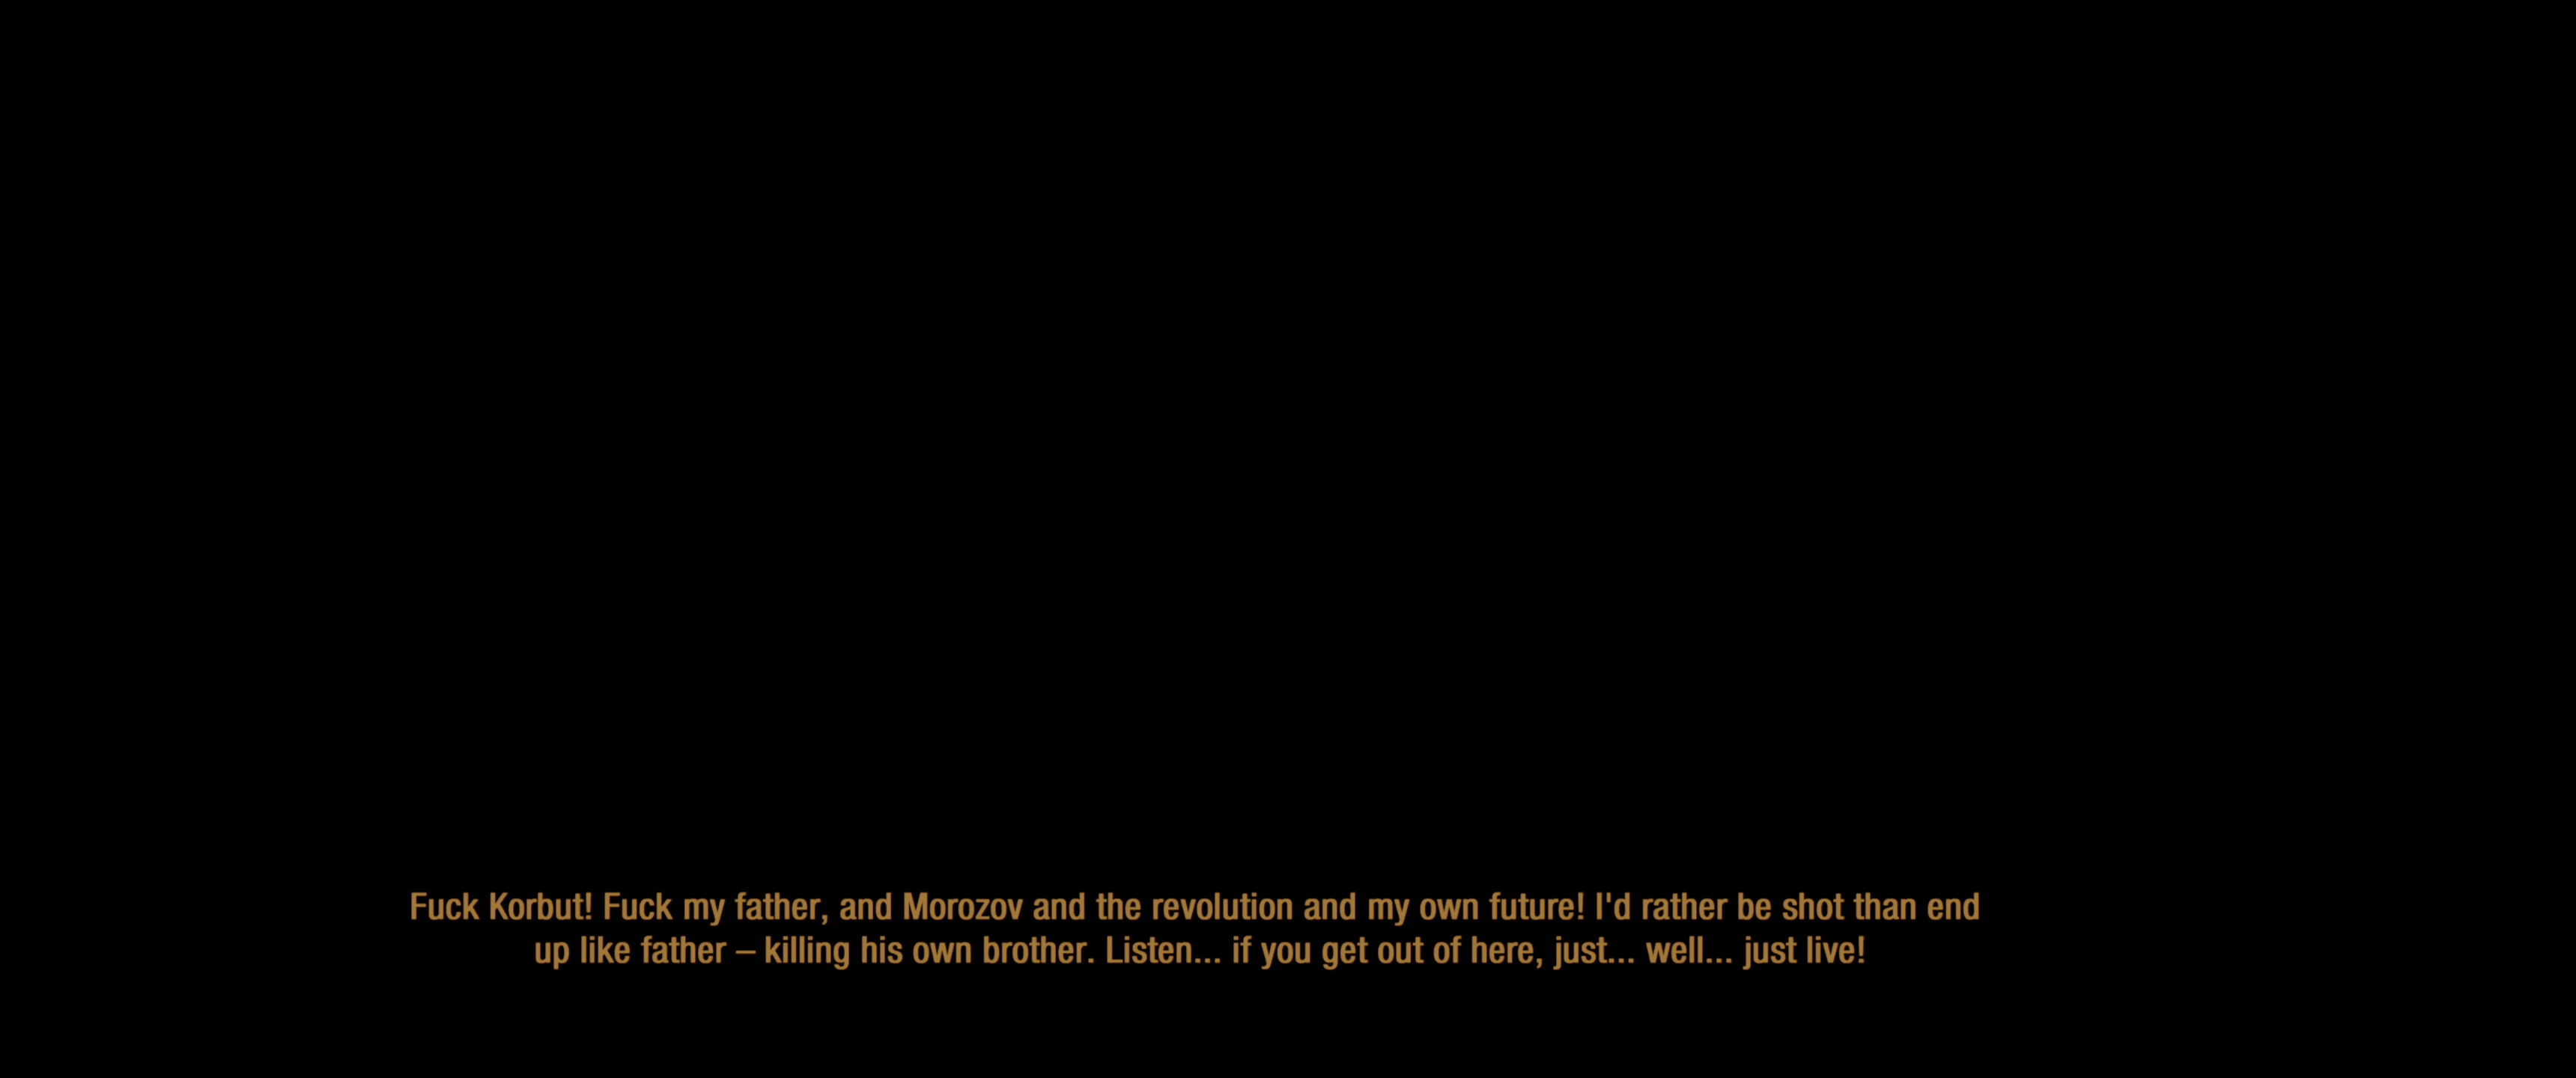 Fuck Korbut! Fuck my father, and Morozov and the revolution and my own future! I'd rather be shot than end
up like father – killing his own brother. Listen... if you get out of here, just... well... just live!